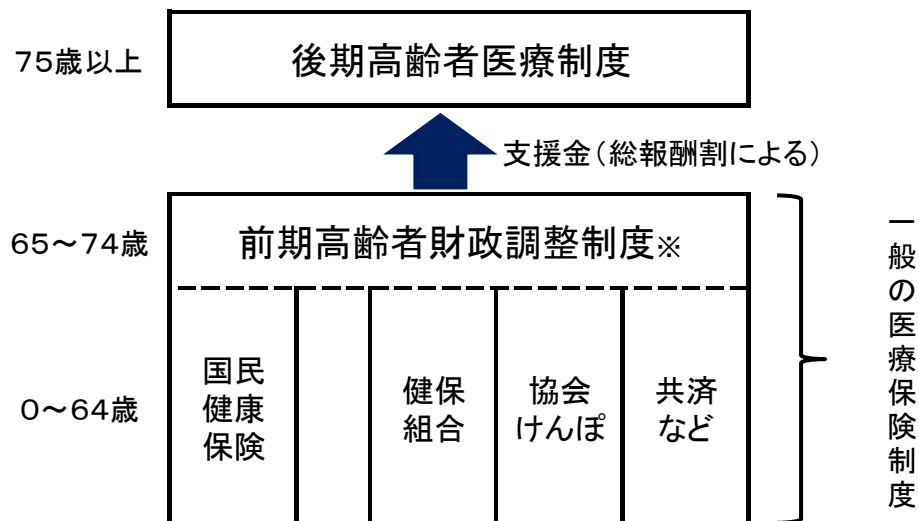 75歳以上
後期高齢者医療制度
支援金（総報酬割による）
65～74歳
前期高齢者財政調整制度※
0～64歳
国民
健康
保険
健保
組合
協会
けんぽ
共済
など
一般の医療保険制度